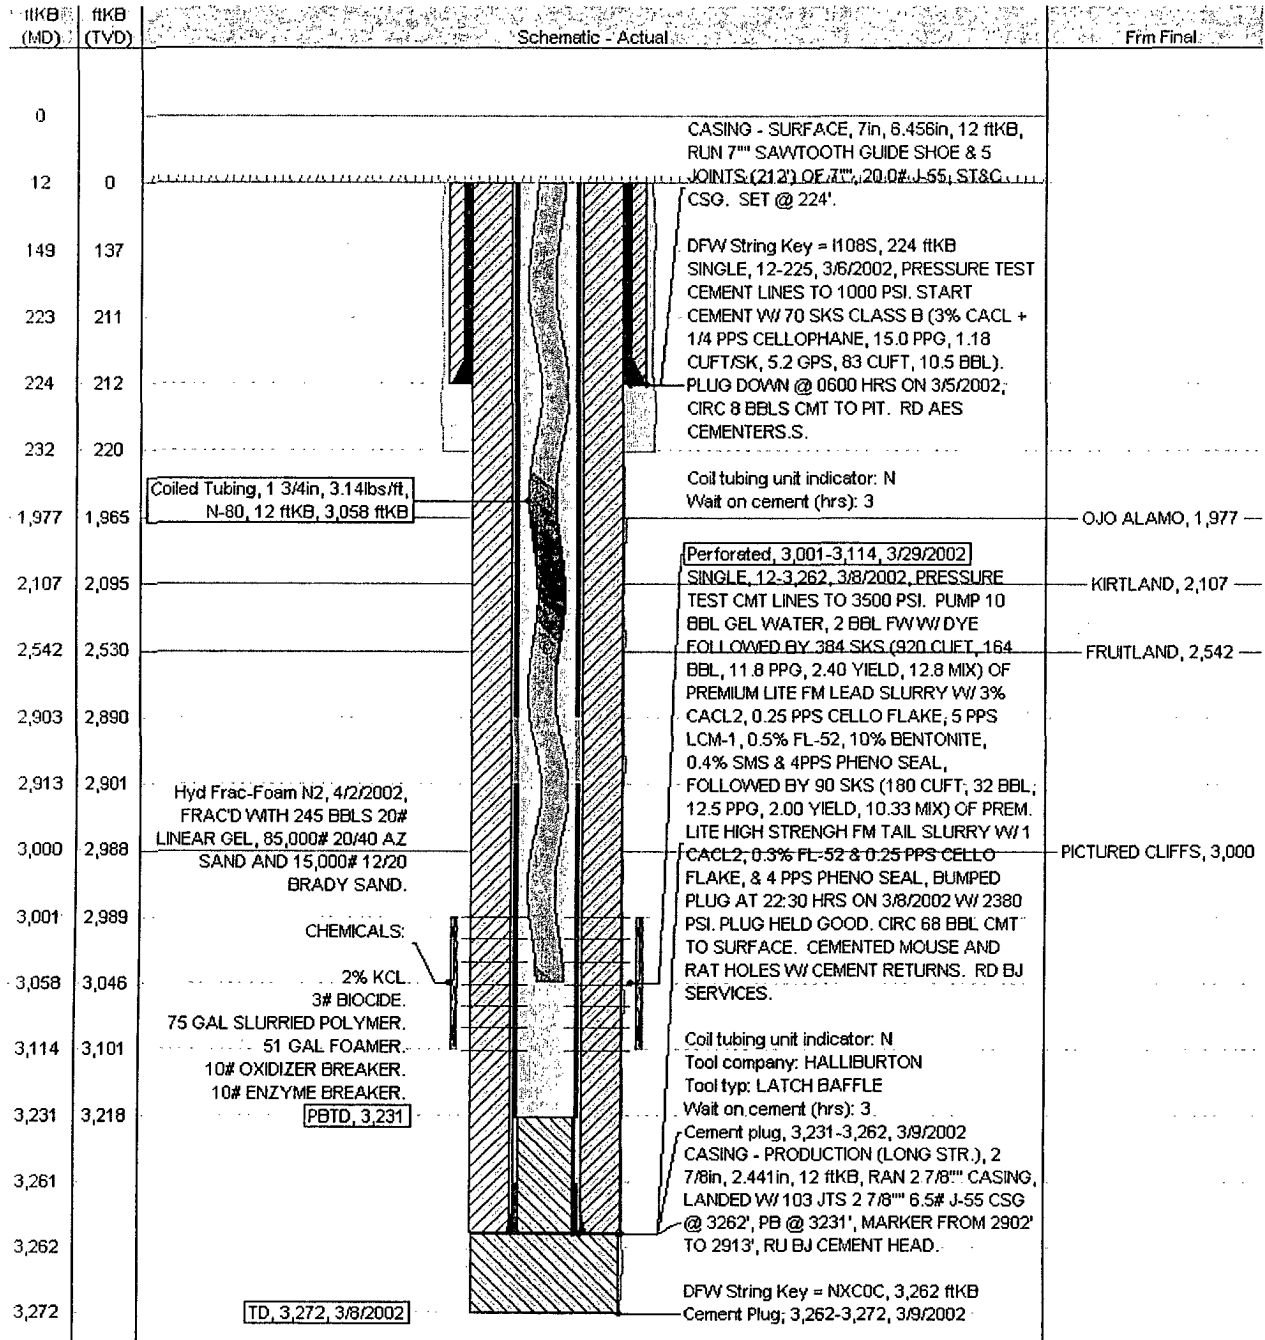 ftKB (MD)
ftKB (TVD)
Schematic - Actual
Frm Final
0
12 0
149 137
223 211
224 212
232 220
1,977 1,965
2,107 2,095
2,542 2,530
2,903 2,890
2,913 2,901
3,000 2,988
3,001 2,989
3,058 3,046
3,114 3,101
3,231 3,218
3,261
3,262
3,272
Coiled Tubing, 1 3/4in, 3.14lbs/ft,
N-80, 12 ftKB, 3,058 ftKB
Hyd Frac-Foam N2, 4/2/2002,
FRAC'D WITH 245 BBLS 20#
LINEAR GEL, 85,000# 20/40 AZ
SAND AND 15,000# 12/20
BRADY SAND.
CHEMICALS:
2% KCL
3# BIOCIDE.
75 GAL SLURRIED POLYMER.
51 GAL FOAMER.
10# OXIDIZER BREAKER.
10# ENZYME BREAKER.
PBTD, 3,231
TD, 3,272, 3/8/2002
CASING - SURFACE, 7in, 6.456in, 12 ftKB,
RUN 7"" SAWTOOTH GUIDE SHOE & 5
JOINTS (212') OF 7"", 20.0# J-55, ST&C
CSG. SET @ 224'.
DFW String Key = I108S, 224 ftKB
SINGLE, 12-225, 3/6/2002, PRESSURE TEST
CEMENT LINES TO 1000 PSI. START
CEMENT W/ 70 SKS CLASS B (3% CACL +
1/4 PPS CELLOPHANE, 15.0 PPG, 1.18
CUFT/SK, 5.2 GPS, 83 CUFT, 10.5 BBL).
PLUG DOWN @ 0600 HRS ON 3/5/2002,
CIRC 8 BBLS CMT TO PIT. RD AES
CEMENTERS.S.
Coil tubing unit indicator: N
Wait on cement (hrs): 3
Perforated, 3,001-3,114, 3/29/2002
SINGLE, 12-3,262, 3/8/2002, PRESSURE
TEST CMT LINES TO 3500 PSI. PUMP 10
BBL GEL WATER, 2 BBL FW W/ DYE
FOLLOWED BY 384 SKS (920 CUFT, 164
BBL, 11.8 PPG, 2.40 YIELD, 12.8 MIX) OF
PREMIUM LITE FM LEAD SLURRY W/ 3%
CACL2, 0.25 PPS CELLO FLAKE, 5 PPS
LCM-1, 0.5% FL-52, 10% BENTONITE,
0.4% SMS & 4PPS PHENO SEAL,
FOLLOWED BY 90 SKS (180 CUFT, 32 BBL,
12.5 PPG, 2.00 YIELD, 10.33 MIX) OF PREM.
LITE HIGH STRENGH FM TAIL SLURRY W/ 1
CACL2, 0.3% FL-52 & 0.25 PPS CELLO
FLAKE, & 4 PPS PHENO SEAL, BUMPED
PLUG AT 22:30 HRS ON 3/8/2002 W/ 2380
PSI. PLUG HELD GOOD. CIRC 68 BBL CMT
TO SURFACE. CEMENTED MOUSE AND
RAT HOLES W/ CEMENT RETURNS. RD BJ
SERVICES.
Coil tubing unit indicator: N
Tool company: HALLIBURTON
Tool typ: LATCH BAFFLE
Wait on cement (hrs): 3
Cement plug, 3,231-3,262, 3/9/2002
CASING - PRODUCTION (LONG STR.), 2
7/8in, 2.441in, 12 ftKB, RAN 2 7/8"" CASING,
LANDED W/ 103 JTS 2 7/8"" 6.5# J-55 CSG
@ 3262', PB @ 3231', MARKER FROM 2902'
TO 2913', RU BJ CEMENT HEAD.
DFW String Key = NXC0C, 3,262 ftKB
Cement Plug, 3,262-3,272, 3/9/2002
OJO ALAMO, 1,977
KIRTLAND, 2,107
FRUITLAND, 2,542
PICTURED CLIFFS, 3,000